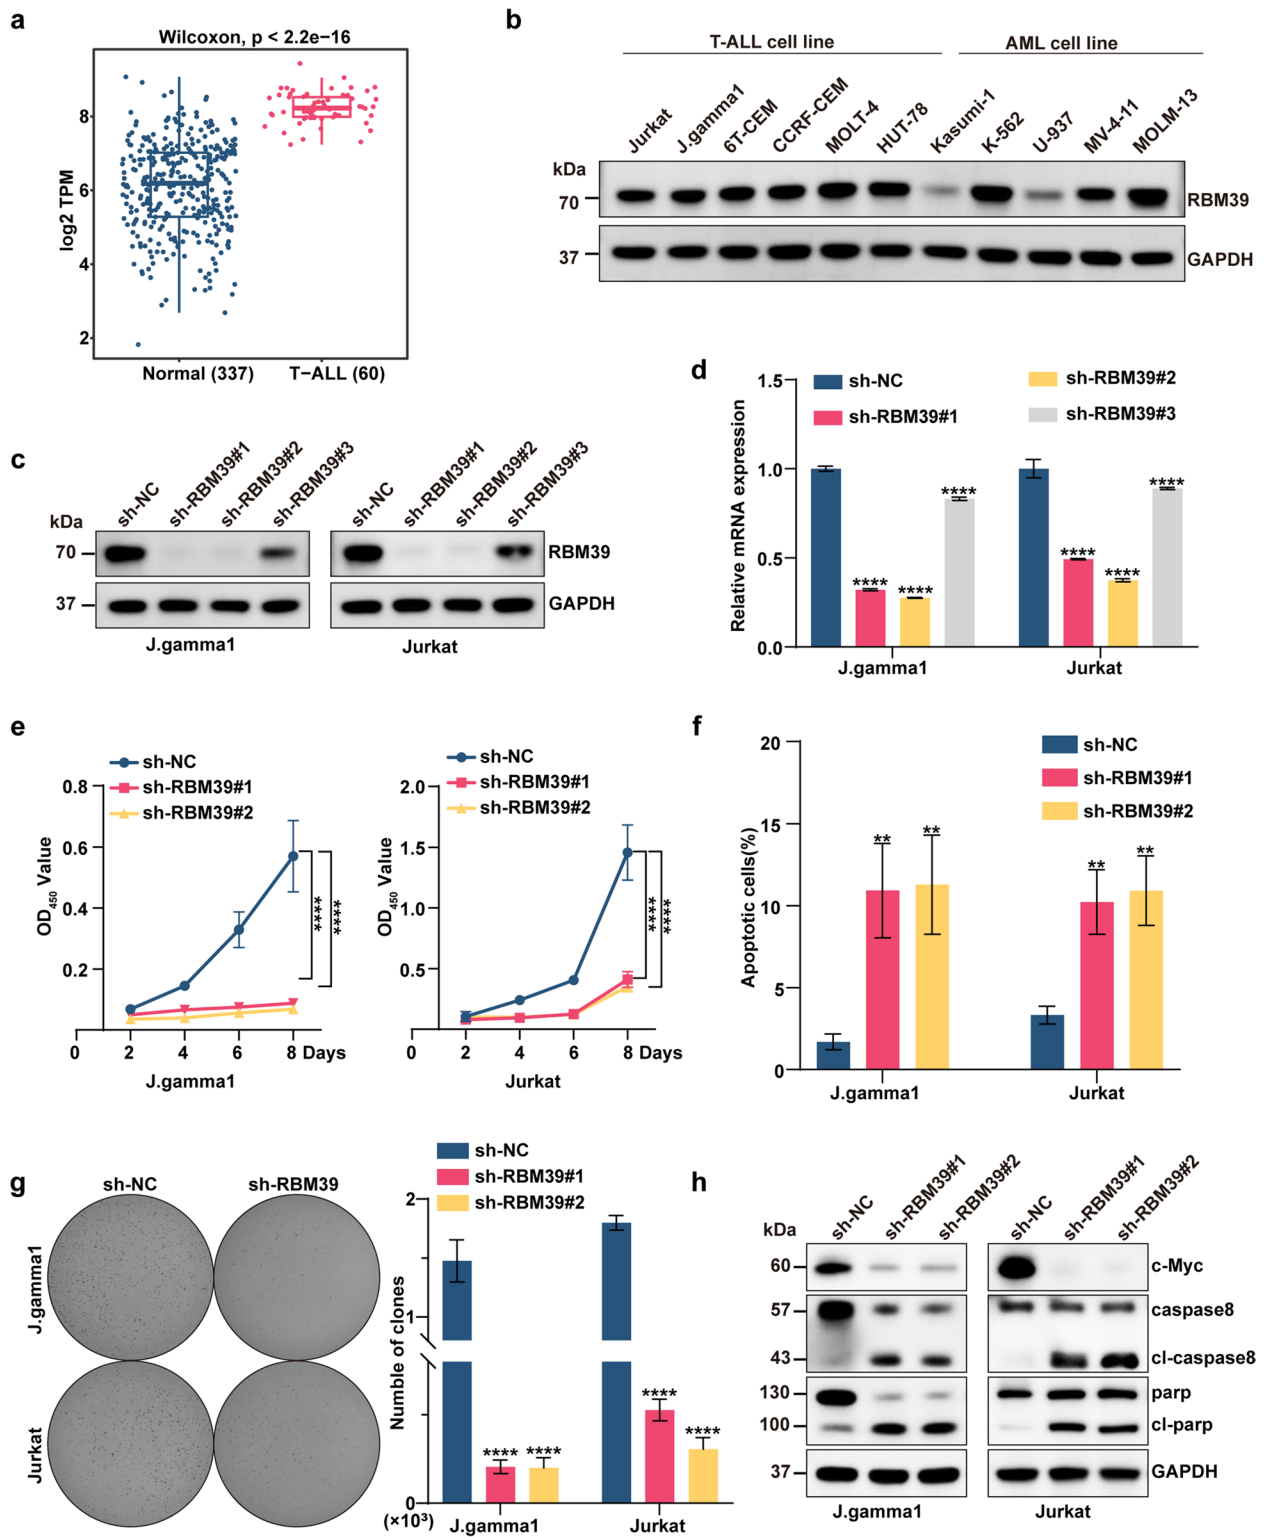 a
Wilcoxon, p < 2.2e−16
log2 TPM
8
6
4
2
Normal (337)
T−ALL (60)
b
T-ALL cell line
AML cell line
Jurkat
J.gamma1
6T-CEM
CCRF-CEM
MOLT-4
HUT-78
Kasumi-1
K-562
U-937
MV-4-11
MOLM-13
kDa
70
RBM39
37
GAPDH
c
sh-NC
sh-RBM39#1
sh-RBM39#2
sh-RBM39#3
sh-NC
sh-RBM39#1
sh-RBM39#2
sh-RBM39#3
kDa
70
RBM39
37
GAPDH
J.gamma1
Jurkat
d
sh-NC
sh-RBM39#1
sh-RBM39#2
sh-RBM39#3
Relative mRNA expression
1.5
1.0
0.5
0.0
****
****
****
****
****
****
J.gamma1
Jurkat
e
sh-NC
sh-RBM39#1
sh-RBM39#2
OD450 Value
0.8
0.6
0.4
0.2
****
****
0 2 4 6 8 Days
J.gamma1
sh-NC
sh-RBM39#1
sh-RBM39#2
OD450 Value
2.0
1.5
1.0
0.5
****
****
0 2 4 6 8 Days
Jurkat
f
sh-NC
sh-RBM39#1
sh-RBM39#2
Apoptotic cells(%)
20
15
10
5
0
**
**
**
**
J.gamma1
Jurkat
g
sh-NC
sh-RBM39
J.gamma1
Jurkat
sh-NC
sh-RBM39#1
sh-RBM39#2
Numble of clones
2
1
0
(×10³)
****
****
****
****
J.gamma1
Jurkat
h
sh-NC
sh-RBM39#1
sh-RBM39#2
sh-NC
sh-RBM39#1
sh-RBM39#2
kDa
60
c-Myc
57
caspase8
43
cl-caspase8
130
parp
100
cl-parp
37
GAPDH
J.gamma1
Jurkat